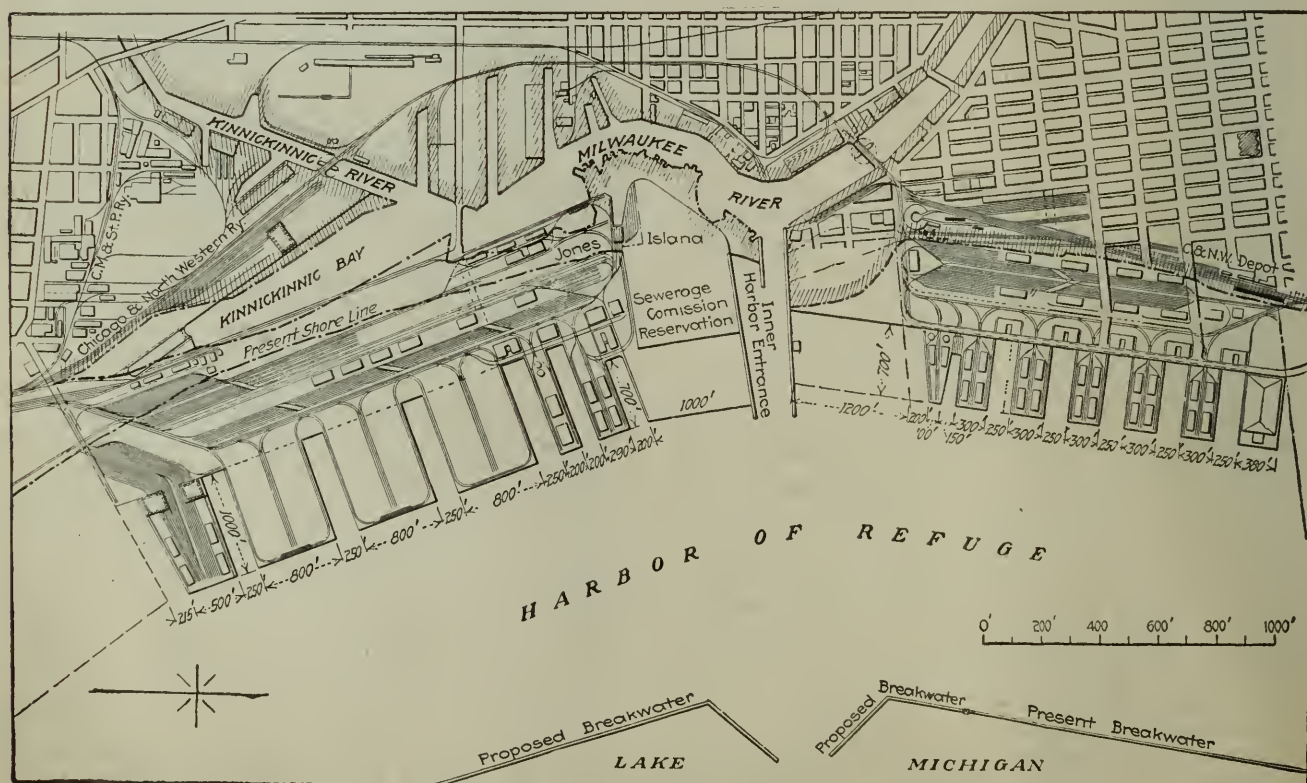 KINNICKINNIC
RIVER
MILWAUKEE
RIVER
C.M. & St. P. Ry.
Chicago & North Western Ry.
KINNICKINNIC BAY
Present Shore Line
Jones
Island
Sewerage
Comission
Reservation
Inner
Harbor Entrance
C.&N.W. Depot
700'
1000'
700'
1200'
200'
150'
300'
250'
300'
250'
300'
250'
300'
250'
300'
250'
380'
1000'
215'
500'
250'
800'
250'
800'
250'
800'
250'
200'
200'
290'
200'
HARBOR OF REFUGE
0' 200' 400 600' 800' 1000'
Proposed Breakwater
Proposed Breakwater
Present Breakwater
LAKE MICHIGAN